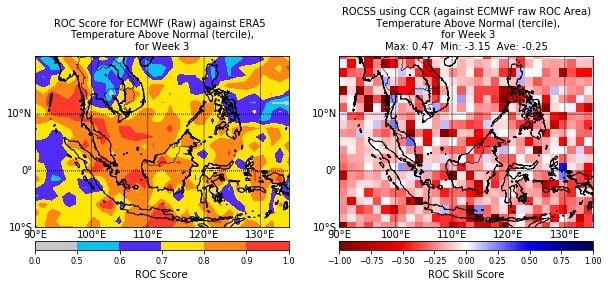 ROC Score for ECMWF (Raw) against ERA5
Temperature Above Normal (tercile),
for Week 3
10°N
0°
10°S
90°E 100°E 110°E 120°E 130°E
0.0 0.5 0.6 0.7 0.8 0.9 1.0
ROC Score
ROCSS using CCR (against ECMWF raw ROC Area)
Temperature Above Normal (tercile),
for Week 3
Max: 0.47 Min: -3.15 Ave: -0.25
10°N
0°
10°S
90°E 100°E 110°E 120°E 130°E
−1.00 −0.75 −0.50 −0.25 0.00 0.25 0.50 0.75 1.00
ROC Skill Score